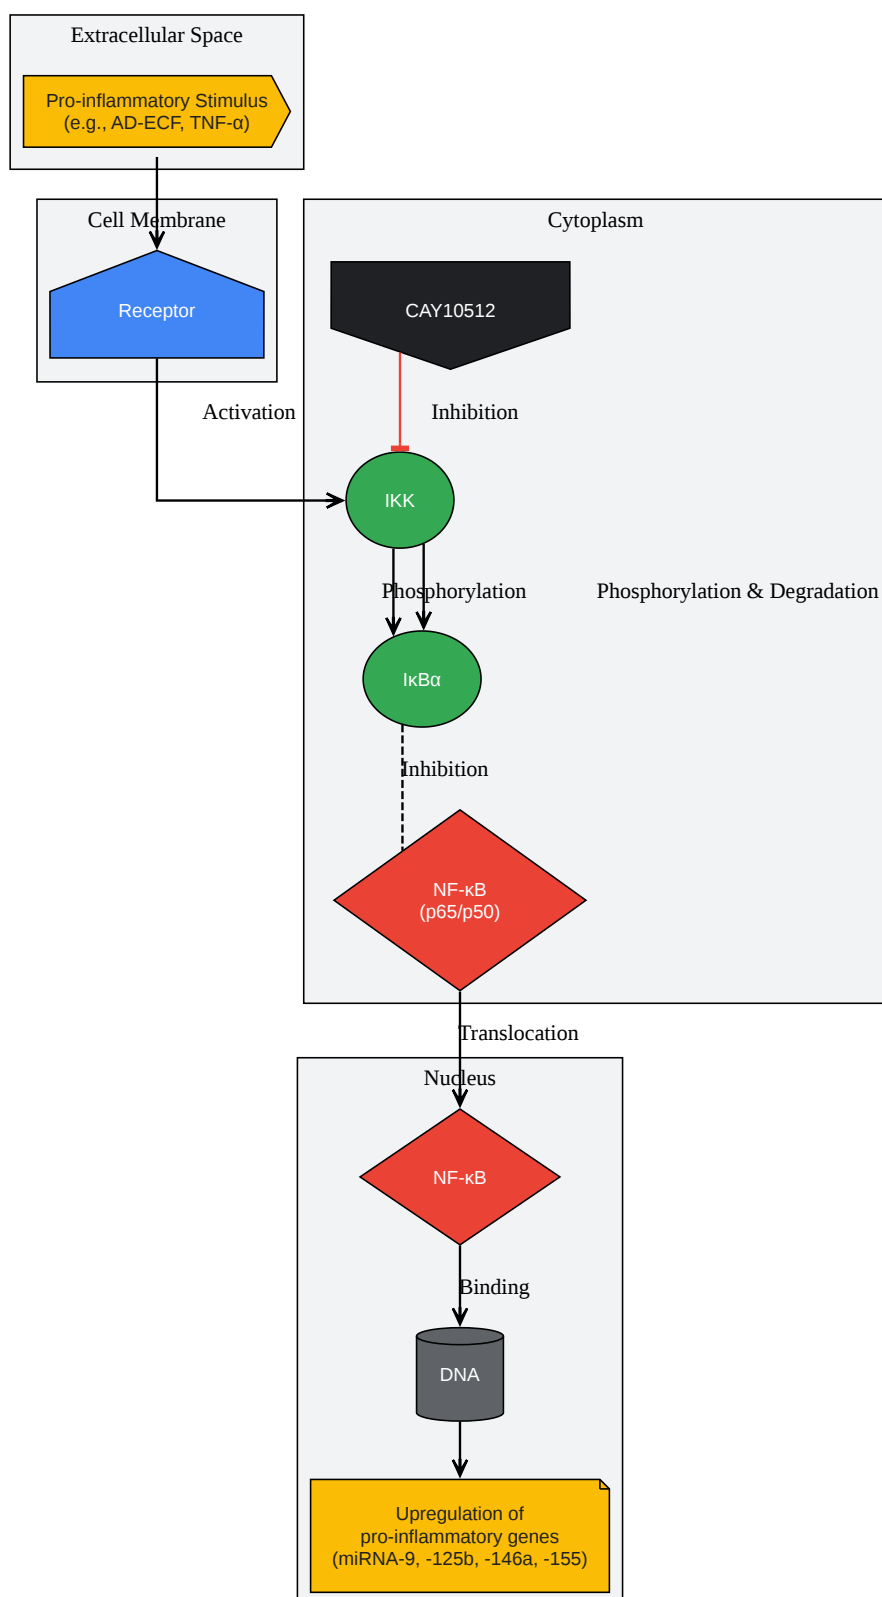 Extracellular Space
Pro-inflammatory Stimulus
(e.g., AD-ECF, TNF-α)
Cell Membrane
Cytoplasm
Receptor
CAY10512
Activation
Inhibition
IKK
Phosphorylation
Phosphorylation & Degradation
IκBα
Inhibition
NF-κB
(p65/p50)
Translocation
Nucleus
NF-κB
Binding
DNA
Upregulation of
pro-inflammatory genes
(miRNA-9, -125b, -146a, -155)